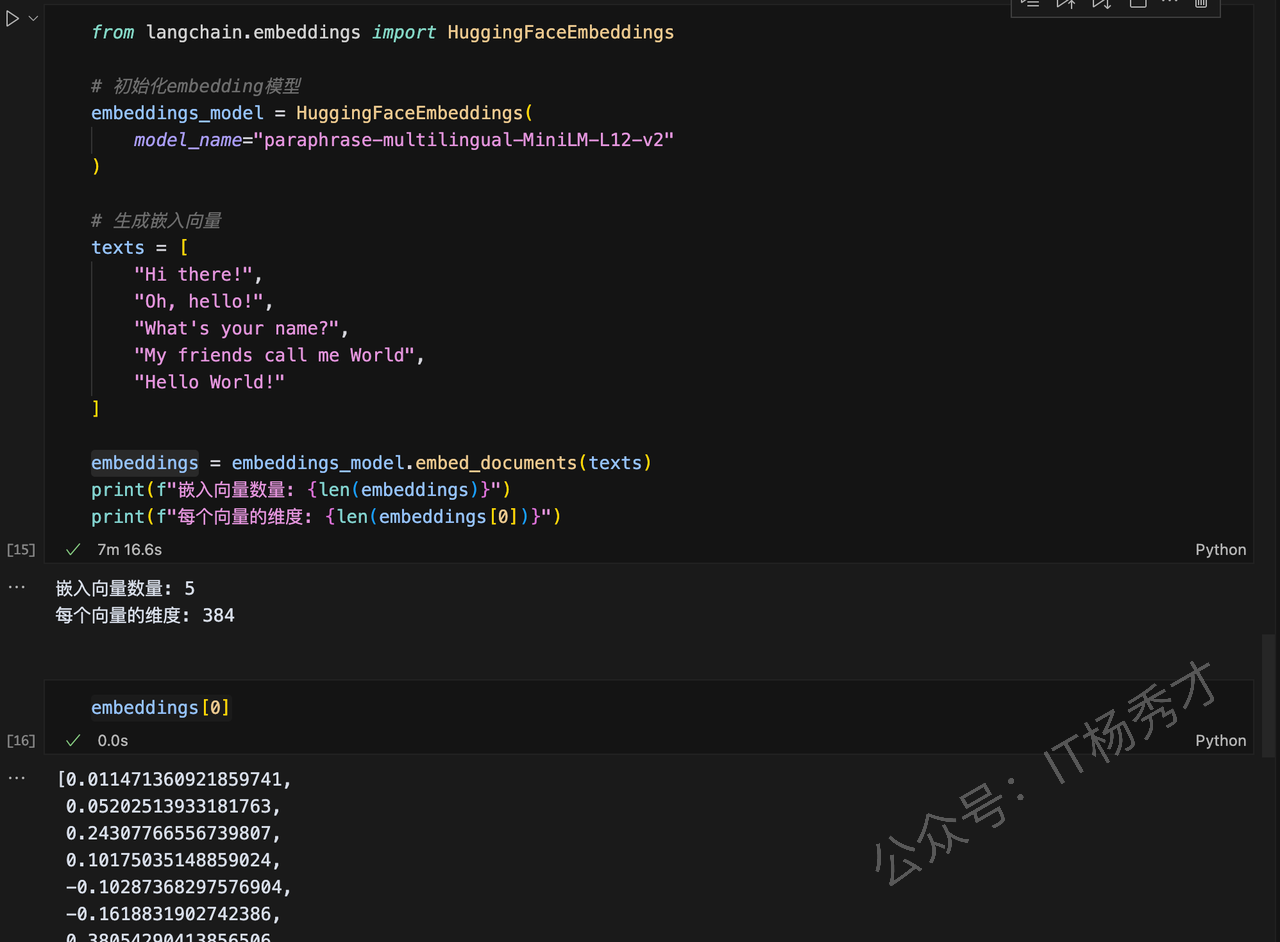 from langchain.embeddings import HuggingFaceEmbeddings
# 初始化embedding模型
embeddings_model = HuggingFaceEmbeddings(
    model_name="paraphrase-multilingual-MiniLM-L12-v2"
)
# 生成嵌入向量
texts = [
    "Hi there!",
    "Oh, hello!",
    "What's your name?",
    "My friends call me World",
    "Hello World!"
]
embeddings = embeddings_model.embed_documents(texts)
print(f"嵌入向量数量: {len(embeddings)}")
print(f"每个向量的维度: {len(embeddings[0])}")
[15] 7m 16.6s Python
嵌入向量数量: 5
每个向量的维度: 384
embeddings[0]
[16] 0.0s Python
[0.011471360921859741,
0.05202513933181763,
0.24307766556739807,
0.10175035148859024,
-0.10287368297576904,
-0.1618831902742386,
0.38054290413856506
公众号：IT杨秀才